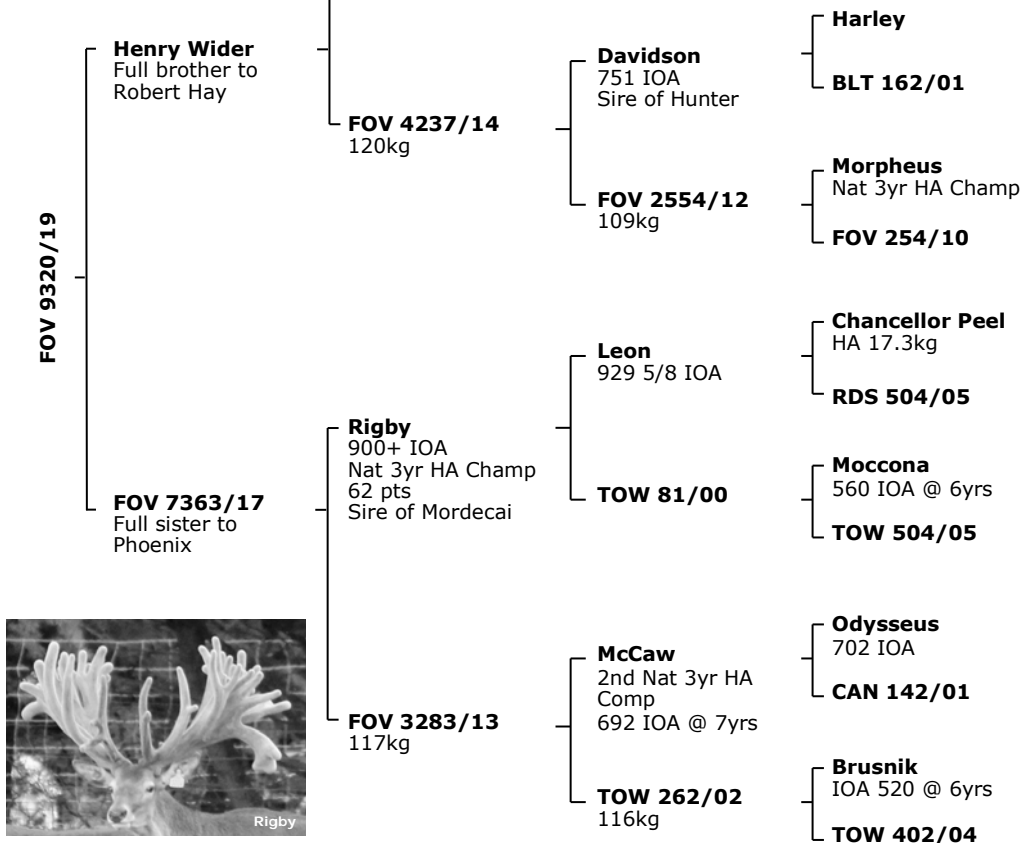 FOV 9320/19
Henry Wider
Full brother to
Robert Hay
FOV 7363/17
Full sister to
Phoenix
FOV 4237/14
120kg
Rigby
900+ IOA
Nat 3yr HA Champ
62 pts
Sire of Mordecai
FOV 3283/13
117kg
Davidson
751 IOA
Sire of Hunter
FOV 2554/12
109kg
Leon
929 5/8 IOA
TOW 81/00
McCaw
2nd Nat 3yr HA
Comp
692 IOA @ 7yrs
TOW 262/02
116kg
Harley
BLT 162/01
Morpheus
Nat 3yr HA Champ
FOV 254/10
Chancellor Peel
HA 17.3kg
RDS 504/05
Moccona
560 IOA @ 6yrs
TOW 504/05
Odysseus
702 IOA
CAN 142/01
Brusnik
IOA 520 @ 6yrs
TOW 402/04
Rigby